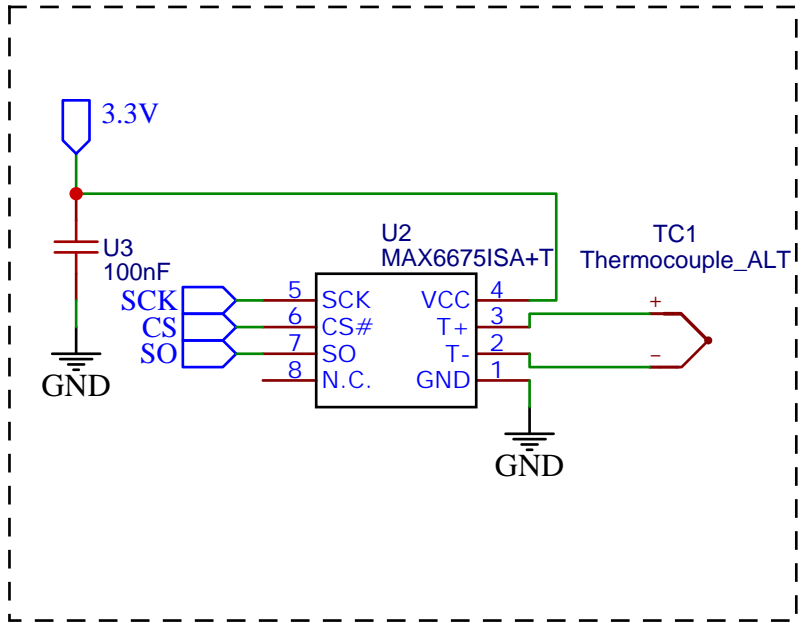 3.3V
U3
100nF
GND
SCK
CS
SO
U2
MAX6675ISA+T
5
6
7
8
SCK
CS#
SO
N.C.
VCC
T+
T-
GND
4
3
2
1
GND
TC1
Thermocouple_ALT
+
−